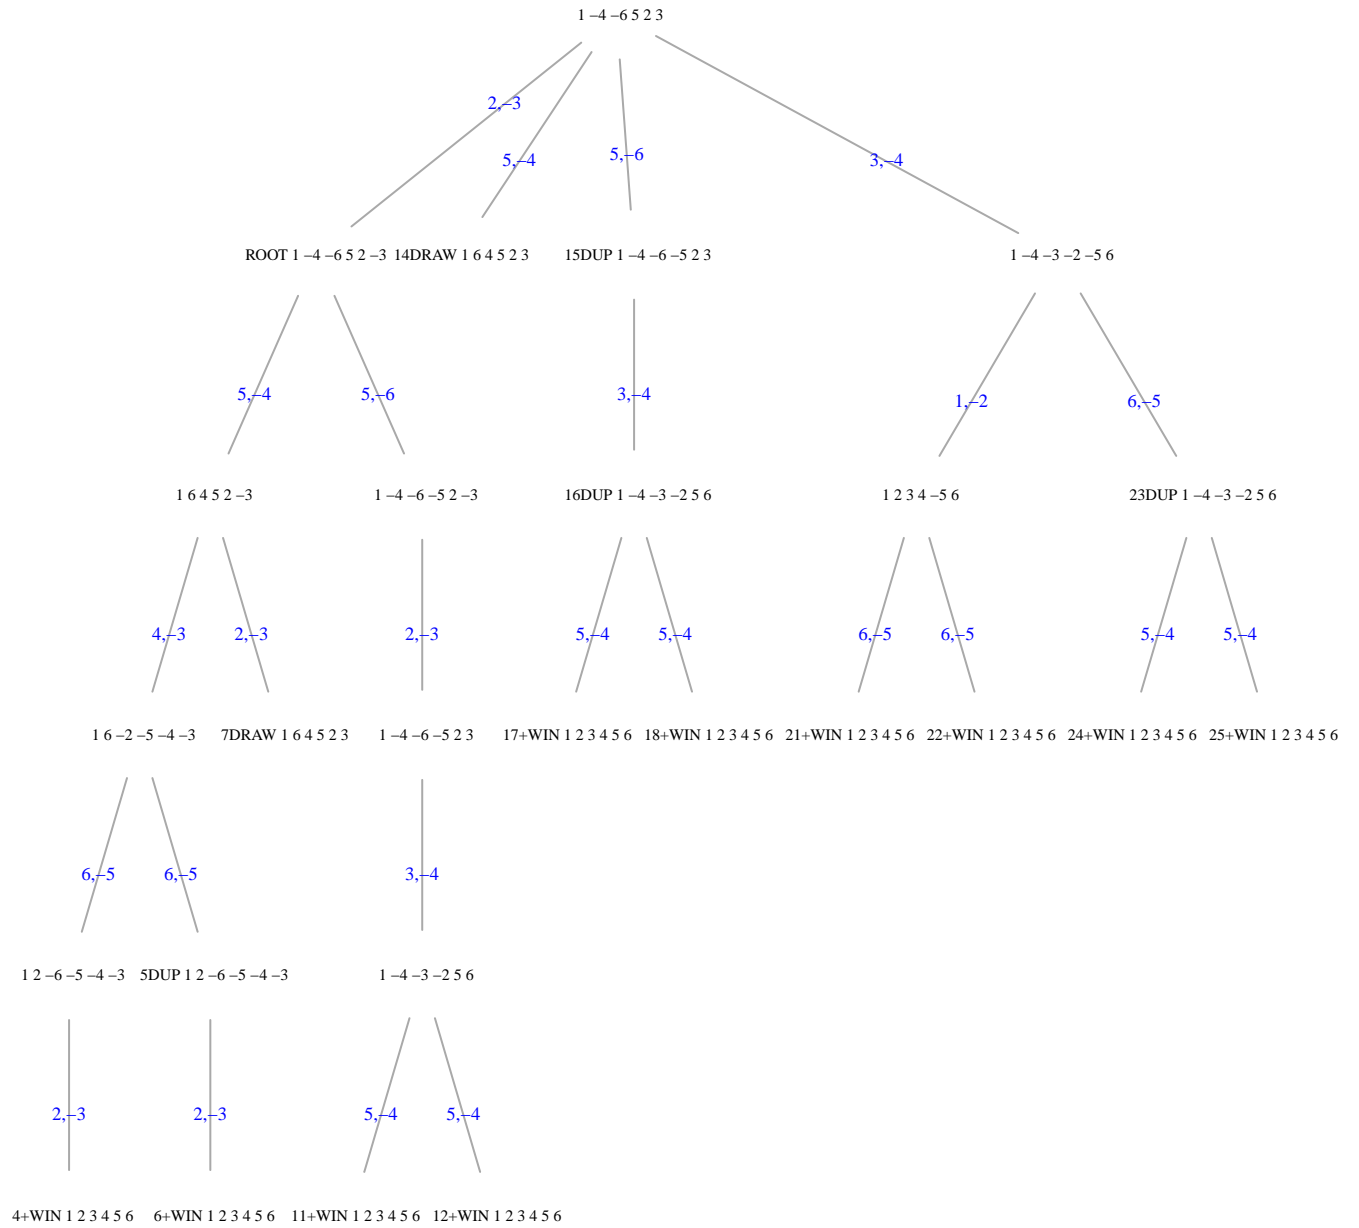 1 –4 –6 5 2 3
2,–3
5,–4
5,–6
3,–4
ROOT 1 –4 –6 5 2 –3
14DRAW 1 6 4 5 2 3
15DUP 1 –4 –6 –5 2 3
1 –4 –3 –2 –5 6
5,–4
5,–6
3,–4
1,–2
6,–5
1 6 4 5 2 –3
1 –4 –6 –5 2 –3
16DUP 1 –4 –3 –2 5 6
1 2 3 4 –5 6
23DUP 1 –4 –3 –2 5 6
4,–3
2,–3
2,–3
5,–4
5,–4
6,–5
6,–5
5,–4
5,–4
1 6 –2 –5 –4 –3
7DRAW 1 6 4 5 2 3
1 –4 –6 –5 2 3
17+WIN 1 2 3 4 5 6
18+WIN 1 2 3 4 5 6
21+WIN 1 2 3 4 5 6
22+WIN 1 2 3 4 5 6
24+WIN 1 2 3 4 5 6
25+WIN 1 2 3 4 5 6
6,–5
6,–5
3,–4
1 2 –6 –5 –4 –3
5DUP 1 2 –6 –5 –4 –3
1 –4 –3 –2 5 6
2,–3
2,–3
5,–4
5,–4
4+WIN 1 2 3 4 5 6
6+WIN 1 2 3 4 5 6
11+WIN 1 2 3 4 5 6
12+WIN 1 2 3 4 5 6